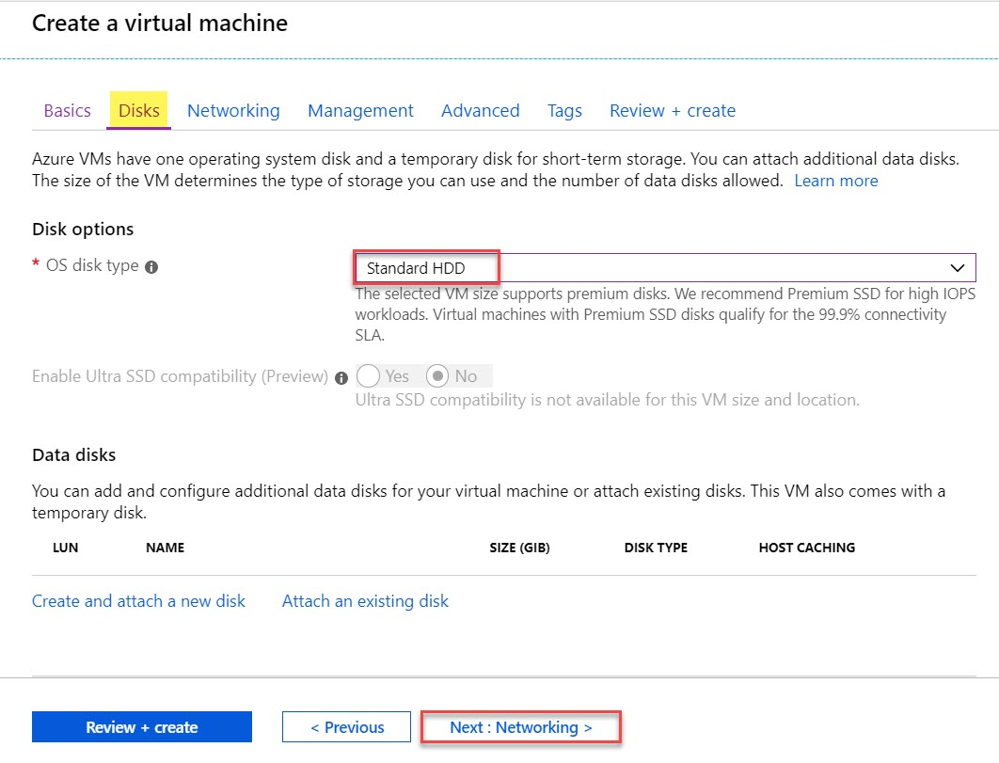 Create a virtual machine
Basics Disks Networking Management Advanced Tags Review + create
Azure VMs have one operating system disk and a temporary disk for short-term storage. You can attach additional data disks.
The size of the VM determines the type of storage you can use and the number of data disks allowed. Learn more
Disk options
* OS disk type
Standard HDD
The selected VM size supports premium disks. We recommend Premium SSD for high IOPS
workloads. Virtual machines with Premium SSD disks qualify for the 99.9% connectivity
SLA.
Enable Ultra SSD compatibility (Preview) Yes No
Ultra SSD compatibility is not available for this VM size and location.
Data disks
You can add and configure additional data disks for your virtual machine or attach existing disks. This VM also comes with a
temporary disk.
LUN NAME SIZE (GIB) DISK TYPE HOST CACHING
Create and attach a new disk Attach an existing disk
Review + create < Previous Next : Networking >